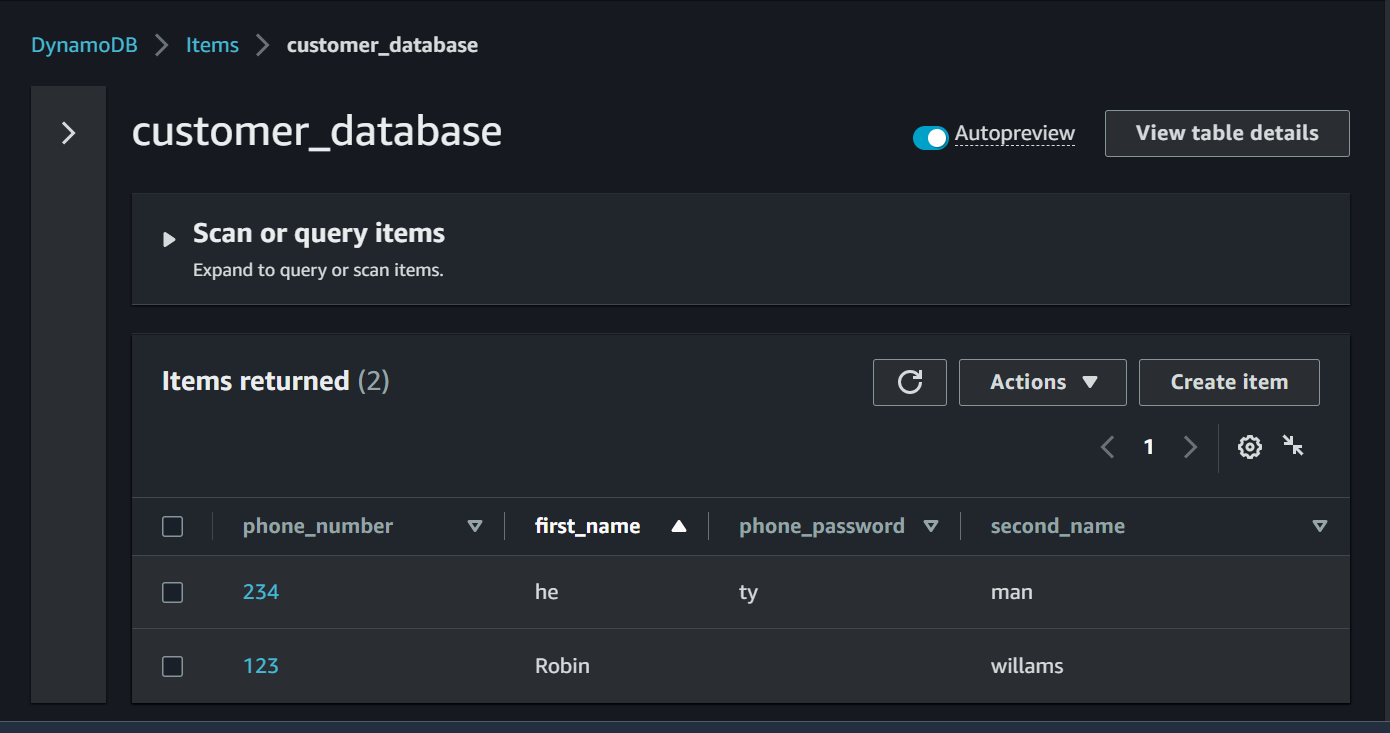 DynamoDB > Items > customer_database
customer_database
Autopreview
View table details
Scan or query items
Expand to query or scan items.
Items returned (2)
Actions
Create item
1
phone_number first_name phone_password second_name
234 he ty man
123 Robin willams